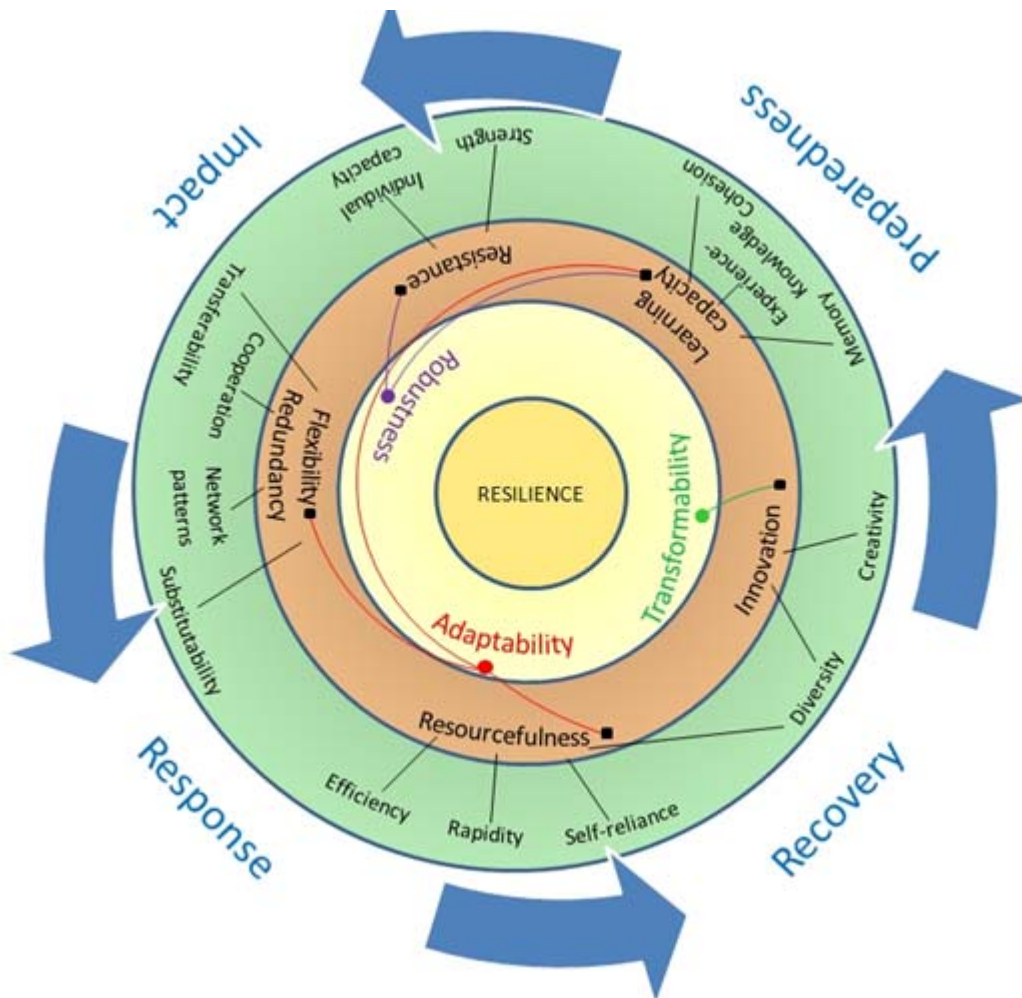 Preparedness
Impact
Response
Recovery
Strength
Individual
capacity
Cohesion
Experience-
Knowledge
Memory
Transferability
Cooperation
Network
patterns
Substitutability
Efficiency
Rapidity
Self-reliance
Diversity
Creativity
Resistance
Learning
capacity
Flexibility
Redundancy
Resourcefulness
Innovation
Robustness
Adaptability
Transformability
RESILIENCE